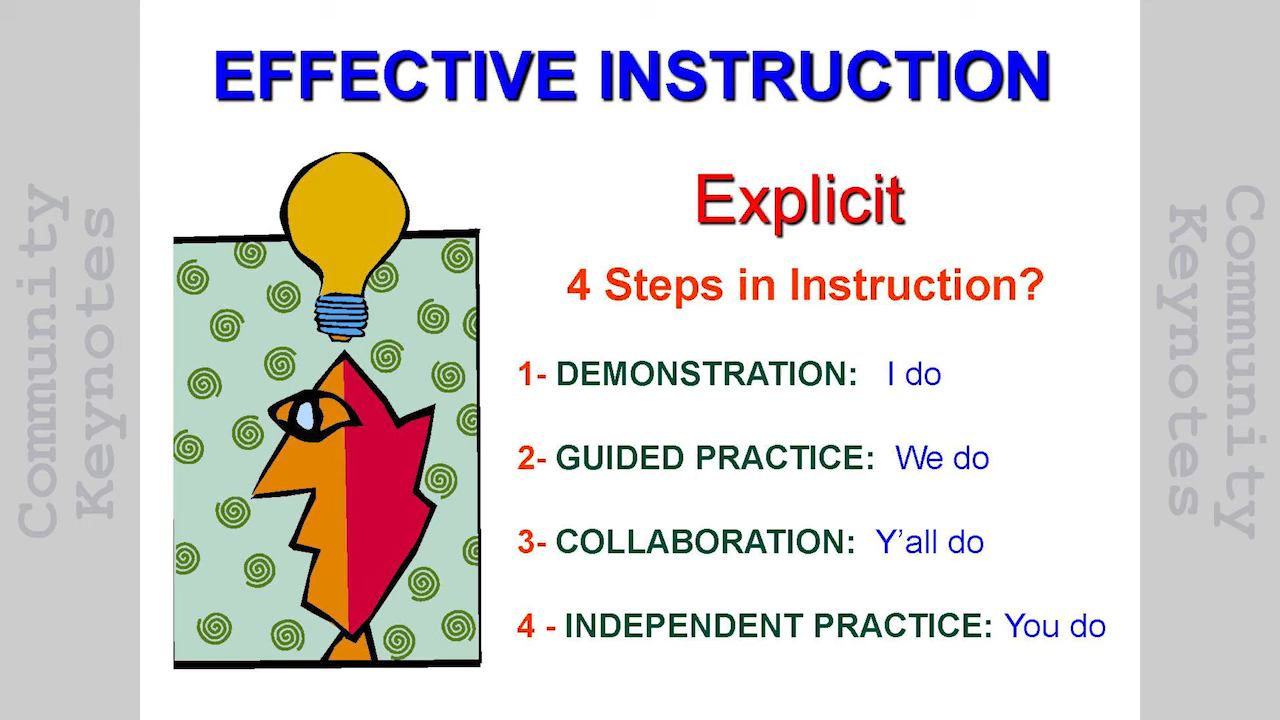 EFFECTIVE INSTRUCTION
Explicit
4 Steps in Instruction?
1- DEMONSTRATION: I do
2- GUIDED PRACTICE: We do
3- COLLABORATION: Y’all do
4 - INDEPENDENT PRACTICE: You do
Community
Keynotes
Community
Keynotes